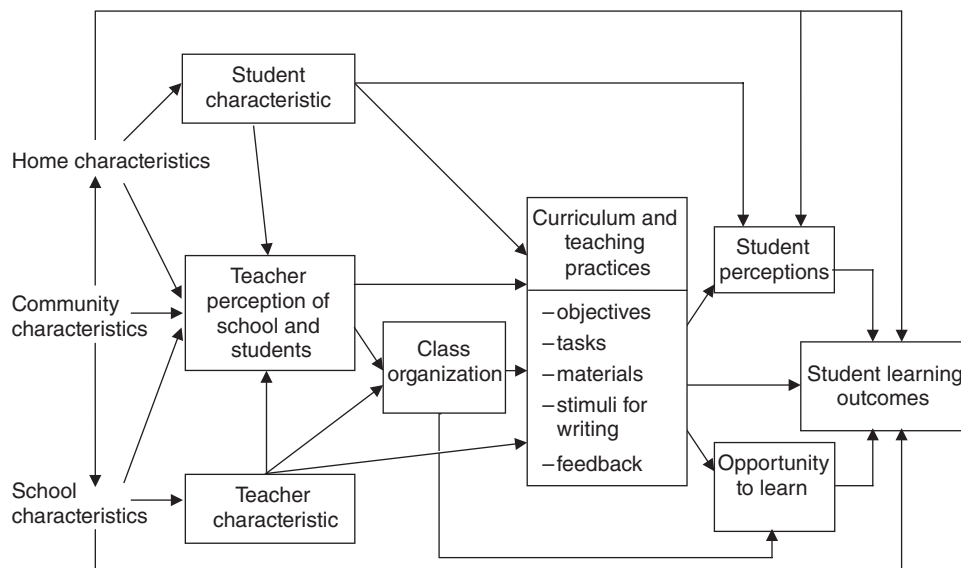 Student
characteristic
Home characteristics
Curriculum and
teaching
practices
Student
perceptions
Teacher
perception of
school and
students
Community
characteristics
–objectives
–tasks
–materials
–stimuli for
writing
–feedback
Class
organization
Student learning
outcomes
Opportunity
to learn
School
characteristics
Teacher
characteristic